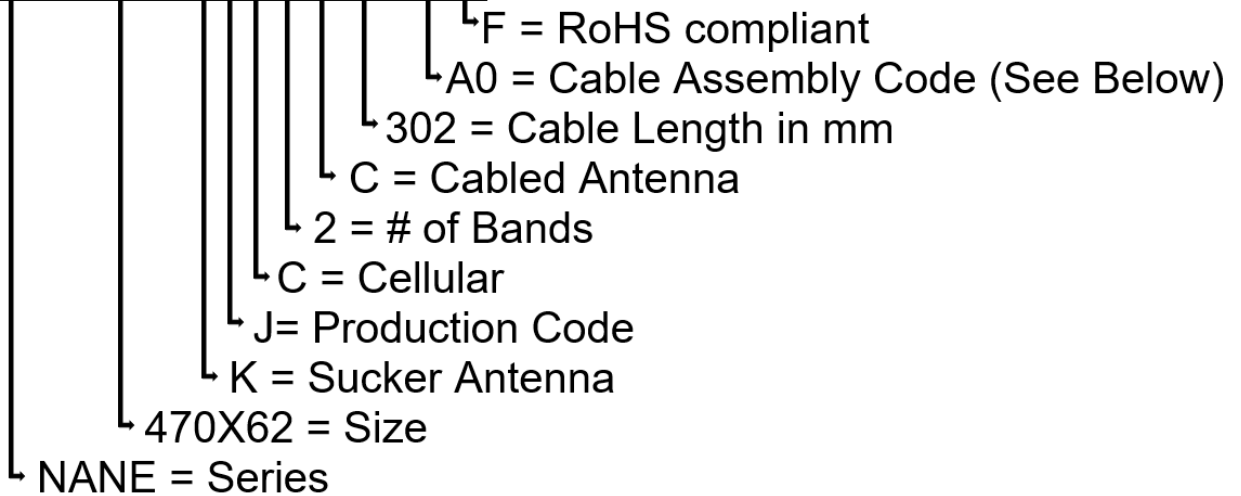 F = RoHS compliant
A0 = Cable Assembly Code (See Below)
302 = Cable Length in mm
C = Cabled Antenna
2 = # of Bands
C = Cellular
J= Production Code
K = Sucker Antenna
470X62 = Size
NANE = Series